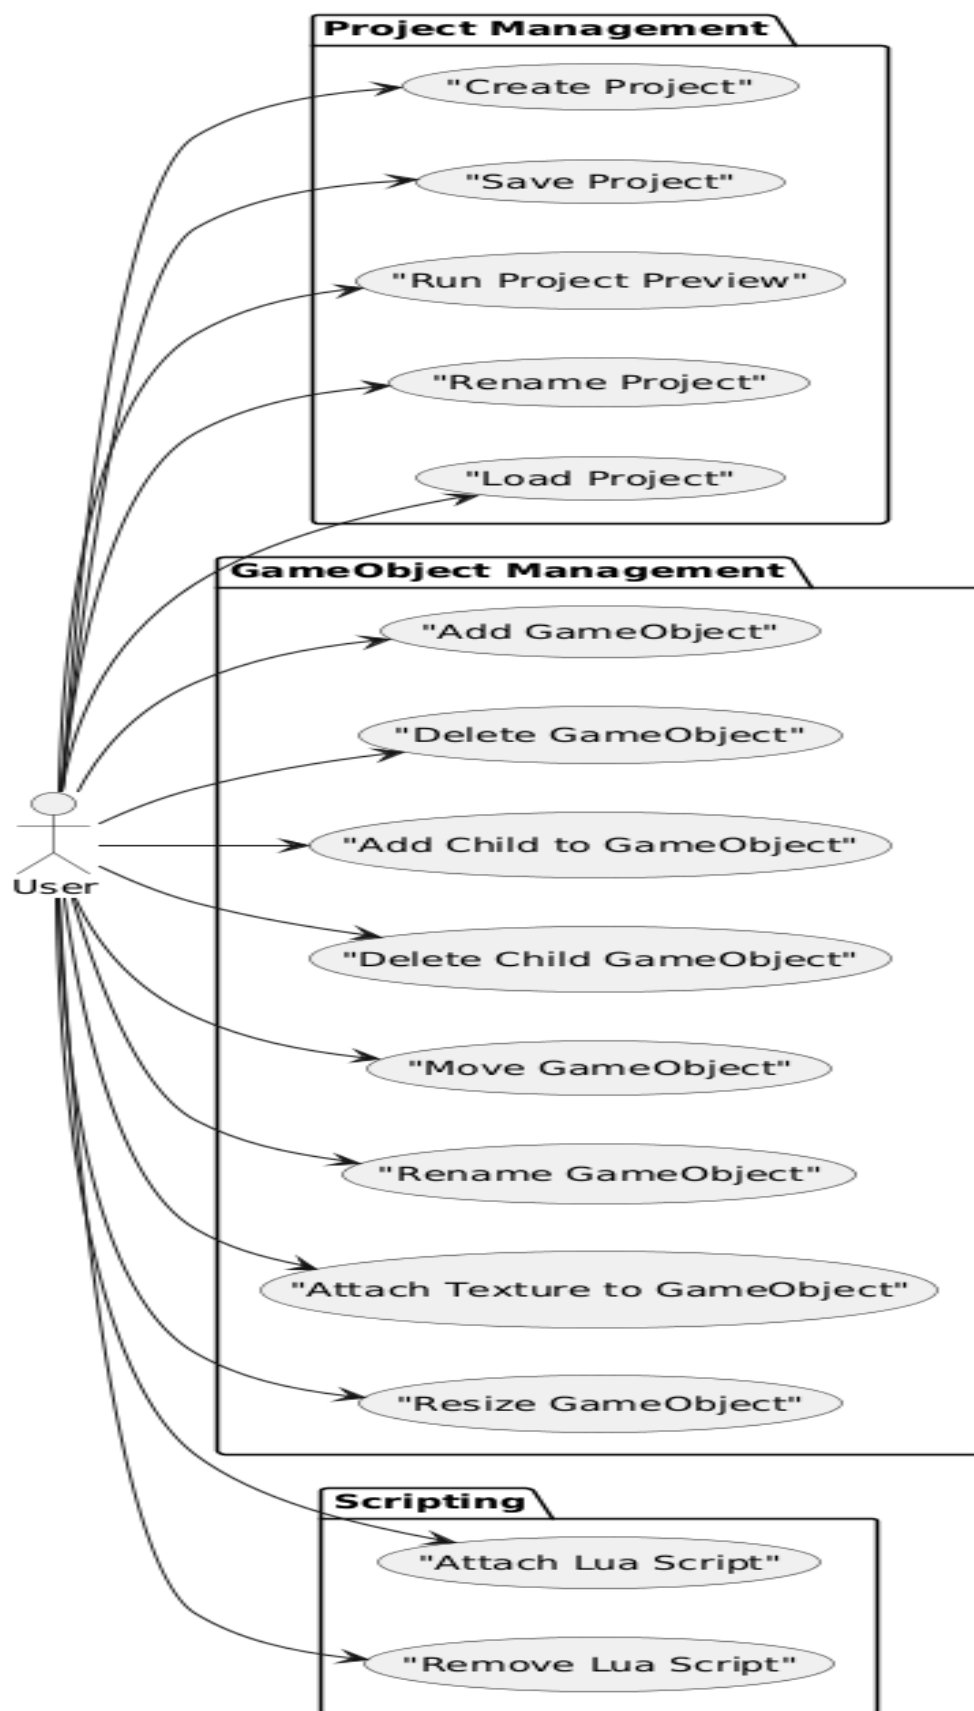 Project Management
"Create Project"
"Save Project"
"Run Project Preview"
"Rename Project"
"Load Project"
GameObject Management
"Add GameObject"
"Delete GameObject"
"Add Child to GameObject"
User
"Delete Child GameObject"
"Move GameObject"
"Rename GameObject"
"Attach Texture to GameObject"
"Resize GameObject"
Scripting
"Attach Lua Script"
"Remove Lua Script"